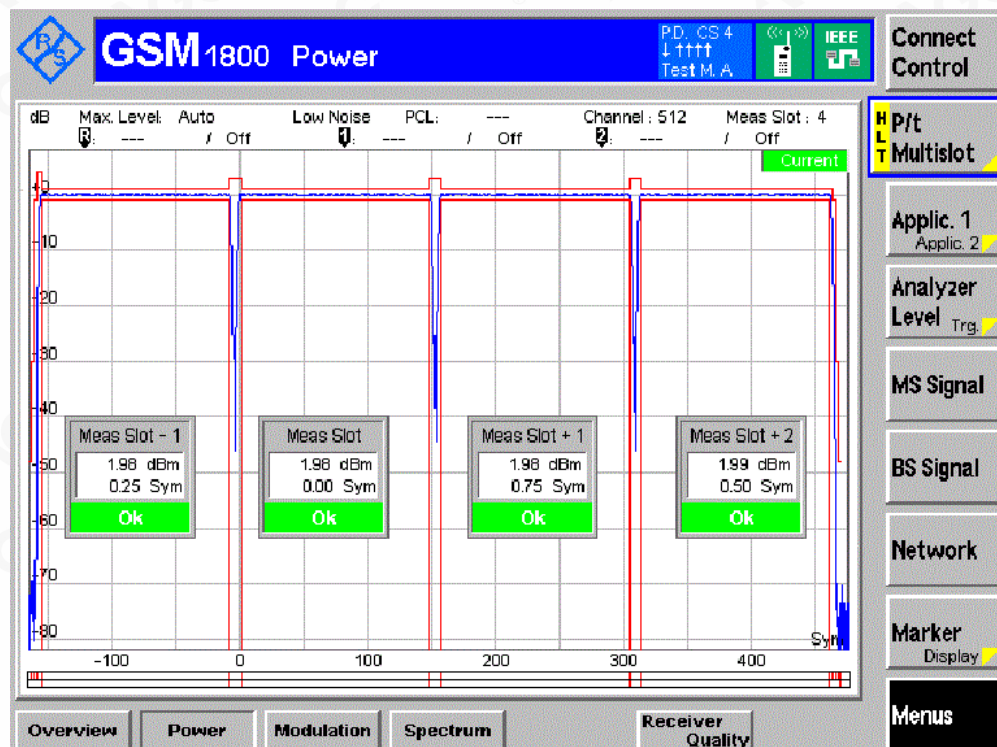 R/S
GSM 1800 Power
P.D. CS 4
↓ ↑↑↑↑
Test M. A.
IEEE
Connect Control
dB Max. Level: Auto Low Noise PCL: --- Channel : 512 Meas Slot : 4
R: --- / Off 1: --- / Off 2: --- / Off
Current
H L T
P/t Multislot
+0
-10
-20
-30
-40
-50
-60
-70
-80
Meas Slot - 1
1.98 dBm
0.25 Sym
Ok
Meas Slot
1.98 dBm
0.00 Sym
Ok
Meas Slot + 1
1.98 dBm
0.75 Sym
Ok
Meas Slot + 2
1.99 dBm
0.50 Sym
Ok
Sym
-100 0 100 200 300 400
Applic. 1
Applic. 2
Analyzer
Level Trg.
MS Signal
BS Signal
Network
Marker
Display
Menus
Overview Power Modulation Spectrum Receiver Quality